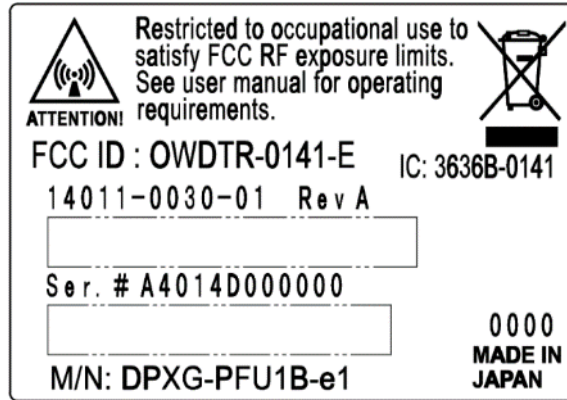 Restricted to occupational use to
satisfy FCC RF exposure limits.
See user manual for operating
requirements.
ATTENTION!
FCC ID : OWDTR-0141-E
IC: 3636B-0141
14011-0030-01 Rev A
Ser. # A4014D000000
0000
MADE IN
JAPAN
M/N: DPXG-PFU1B-e1